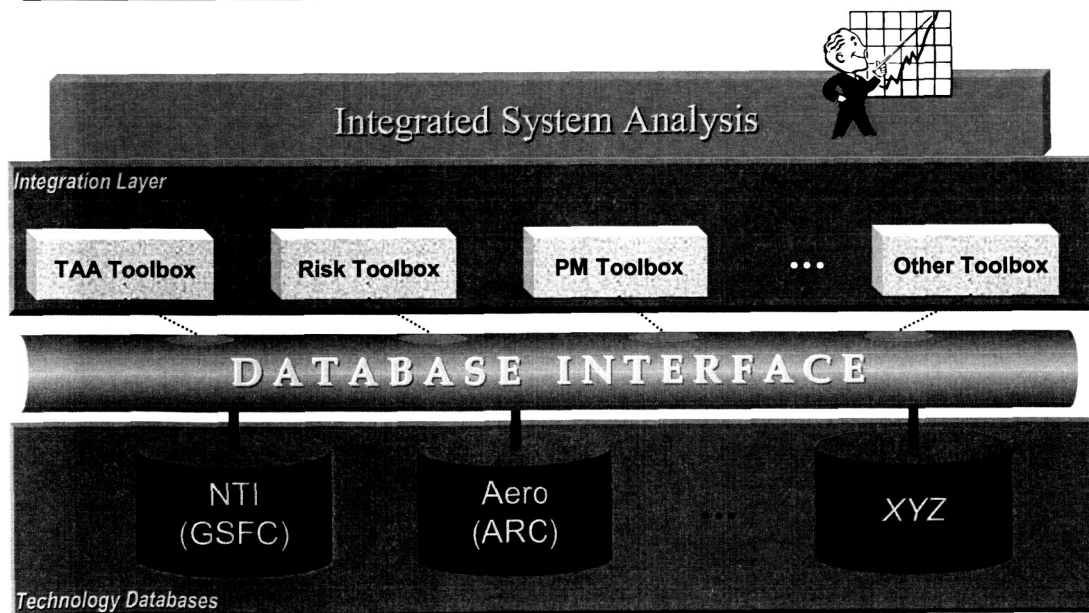 Integrated System Analysis
Integration Layer
TAA Toolbox
Risk Toolbox
PM Toolbox
...
Other Toolbox
DATABASE INTERFACE
NTI
(GSFC)
Aero
(ARC)
...
XYZ
Technology Databases